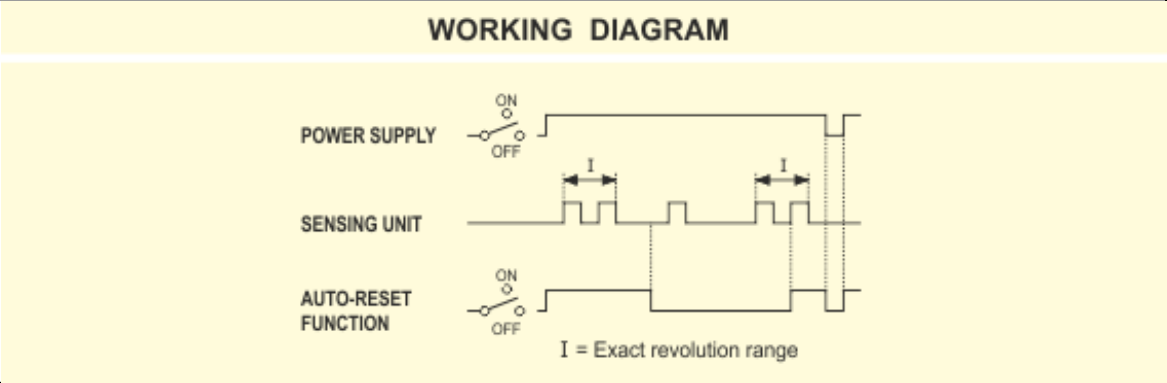 WORKING DIAGRAM
ON
POWER SUPPLY
OFF
I
I
SENSING UNIT
ON
AUTO-RESET
FUNCTION
OFF
I = Exact revolution range